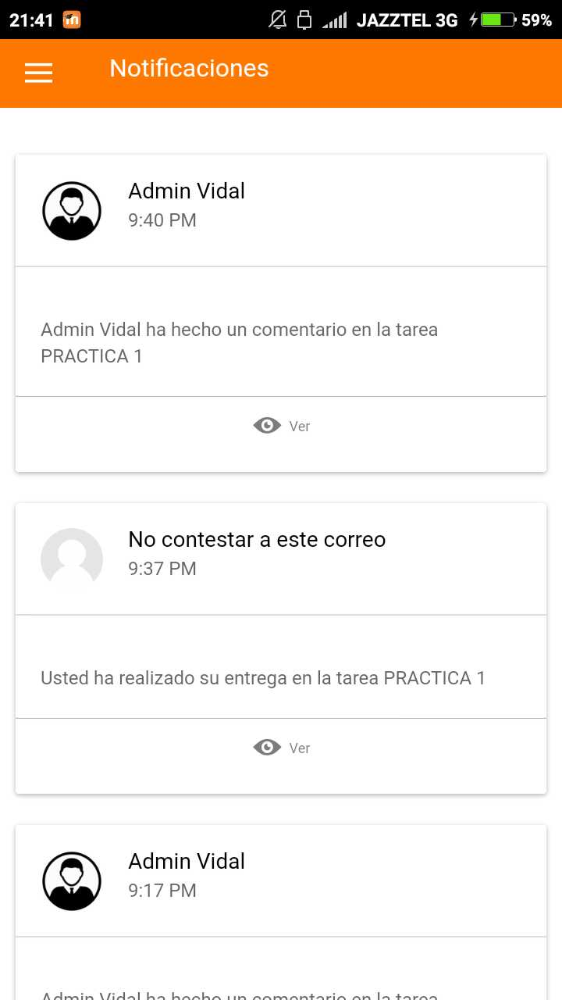 21:41 JAZZTEL 3G 59%
Notificaciones
Admin Vidal
9:40 PM
Admin Vidal ha hecho un comentario en la tarea
PRACTICA 1
Ver
No contestar a este correo
9:37 PM
Usted ha realizado su entrega en la tarea PRACTICA 1
Ver
Admin Vidal
9:17 PM
Admin Vidal ha hecho un comentario en la tarea